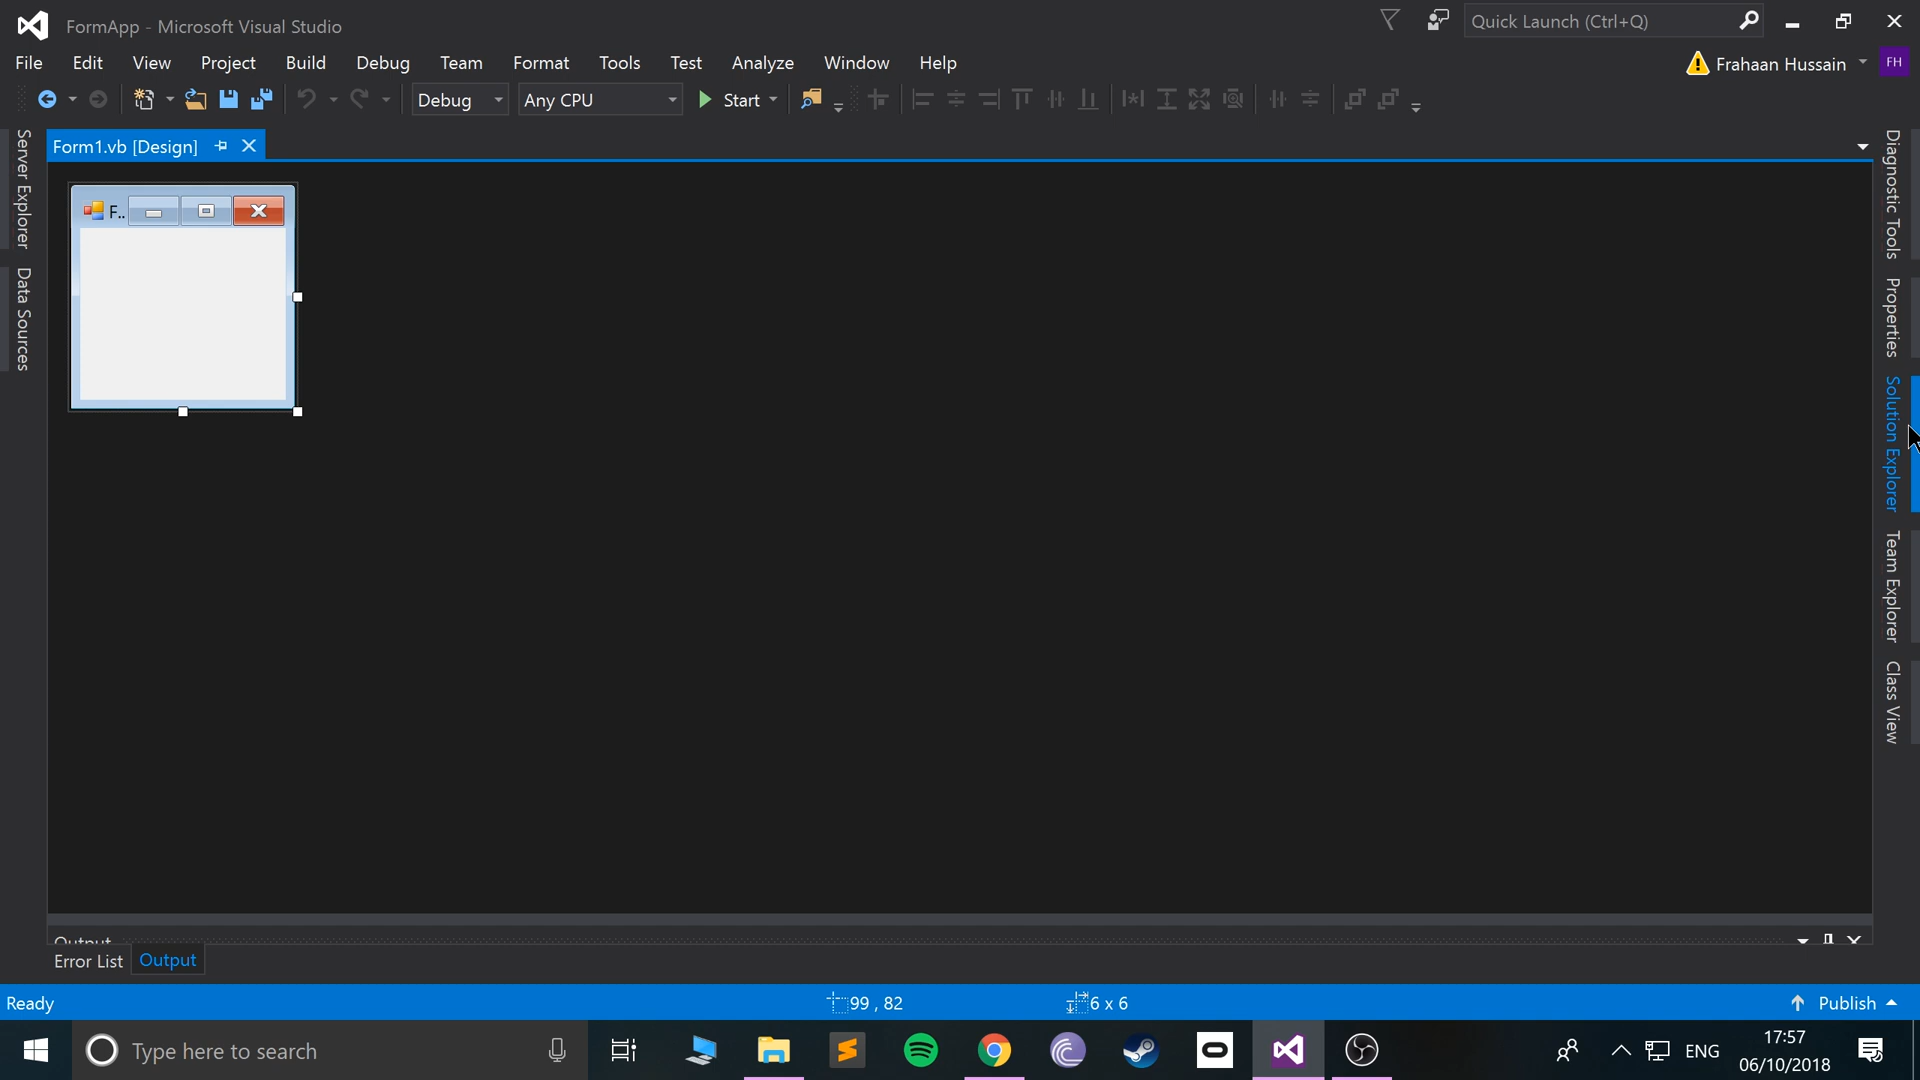 FormApp - Microsoft Visual Studio
Quick Launch (Ctrl+Q)
File Edit View Project Build Debug Team Format Tools Test Analyze Window Help
Frahaan Hussain
FH
Debug
Any CPU
Start
Form1.vb [Design]
F..
Server Explorer
Data Sources
Diagnostic Tools
Properties
Solution Explorer
Team Explorer
Class View
Output
Error List
Output
Ready
99 , 82
6 x 6
Publish
Type here to search
ENG
17:57
06/10/2018